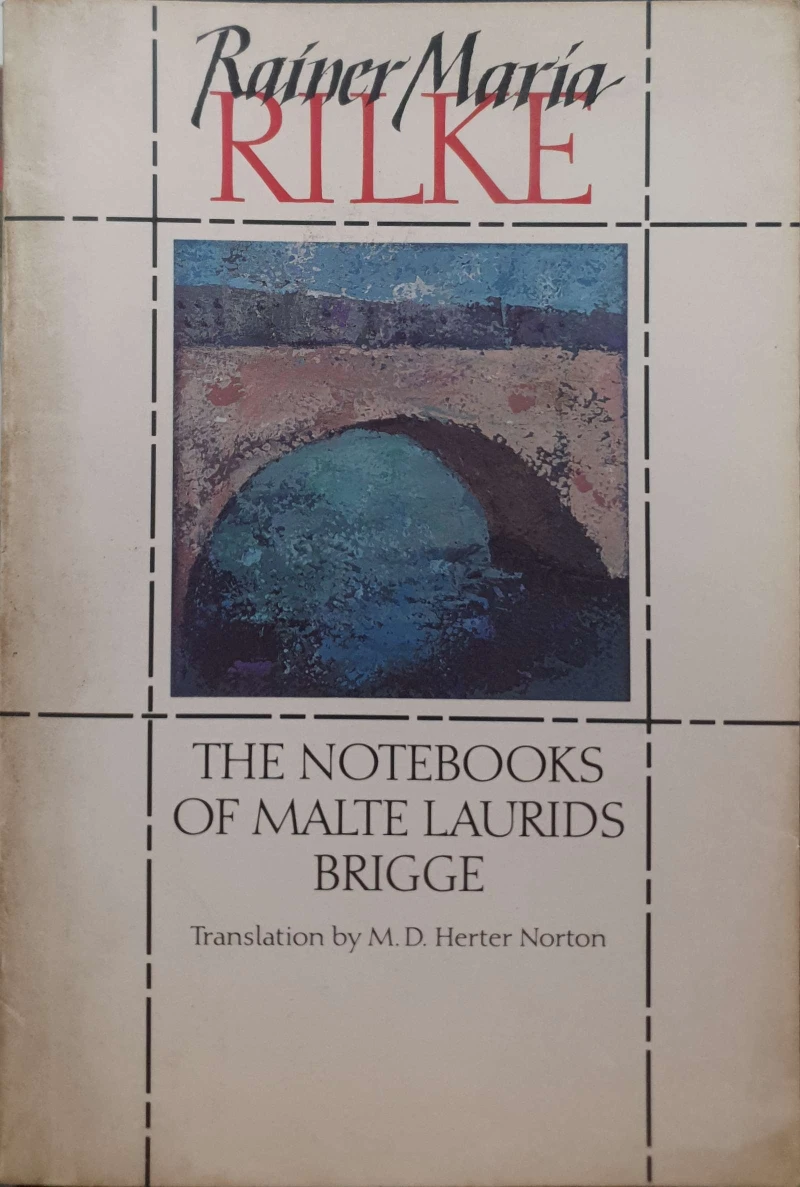 Rainer Maria
RILKE
THE NOTEBOOKS
OF MALTE LAURIDS
BRIGGE
Translation by M. D. Herter Norton